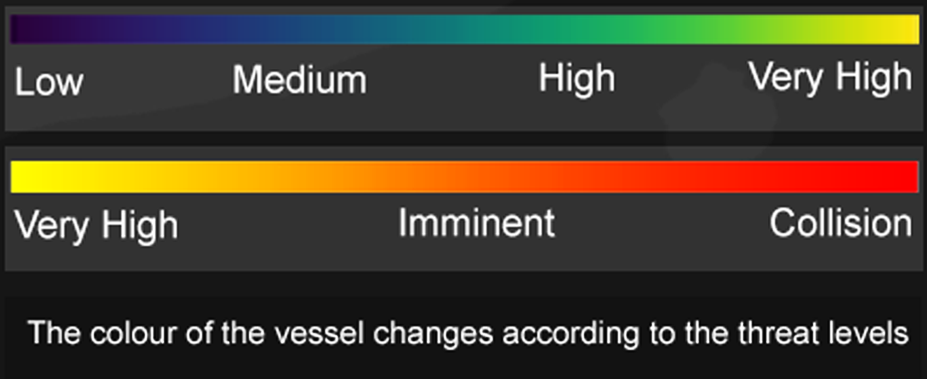 Low Medium High Very High
Very High Imminent Collision
The colour of the vessel changes according to the threat levels